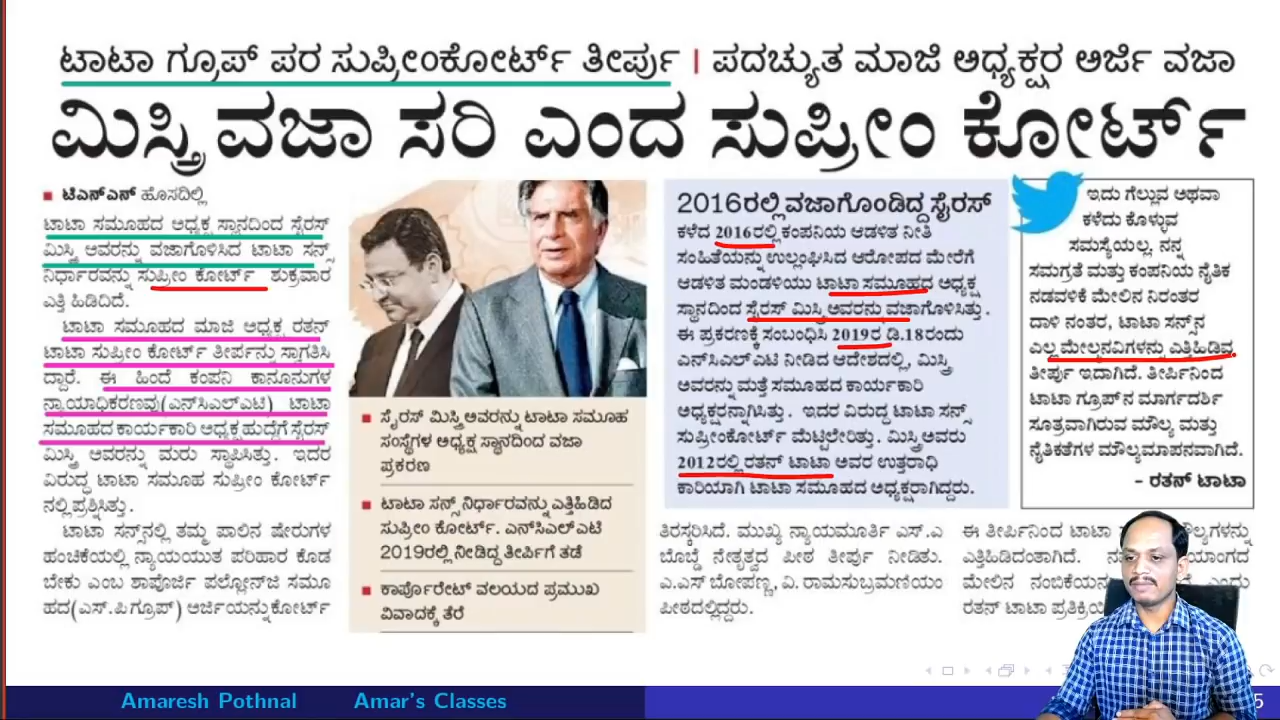 ಟಾಟಾ ಗ್ರೂಪ್ ಪರ ಸುಪ್ರೀಂಕೋರ್ಟ್ ತೀರ್ಪು | ಪದಚ್ಯುತ ಮಾಜಿ ಅಧ್ಯಕ್ಷರ ಅರ್ಜಿ ವಜಾ
ಮಿಸ್ತ್ರಿ ವಜಾ ಸರಿ ಎಂದ ಸುಪ್ರೀಂ ಕೋರ್ಟ್
■ ಟಿಎನ್ಎನ್ ಹೊಸದಿಲ್ಲಿ
ಟಾಟಾ ಸಮೂಹದ ಅಧ್ಯಕ್ಷ ಸ್ಥಾನದಿಂದ ಸೈರಸ್
ಮಿಸ್ತ್ರಿ ಅವರನ್ನು ವಜಾಗೊಳಿಸಿದ ಟಾಟಾ ಸನ್ಸ್
ನಿರ್ಧಾರವನ್ನು ಸುಪ್ರೀಂ ಕೋರ್ಟ್ ಶುಕ್ರವಾರ
ಎತ್ತಿ ಹಿಡಿದಿದೆ.
ಟಾಟಾ ಸಮೂಹದ ಮಾಜಿ ಅಧ್ಯಕ್ಷ ರತನ್
ಟಾಟಾ ಸುಪ್ರೀಂ ಕೋರ್ಟ್ ತೀರ್ಪನ್ನು ಸ್ವಾಗತಿಸಿ
ದ್ದಾರೆ. ಈ ಹಿಂದೆ ಕಂಪನಿ ಕಾನೂನುಗಳ
ನ್ಯಾಯಾಧಿಕರಣವು(ಎನ್‌ಸಿಎಲ್ಎಟಿ) ಟಾಟಾ
ಸಮೂಹದ ಕಾರ್ಯಕಾರಿ ಅಧ್ಯಕ್ಷ ಹುದ್ದೆಗೆ ಸೈರಸ್
ಮಿಸ್ತ್ರಿ ಅವರನ್ನು ಮರು ಸ್ಥಾಪಿಸಿತ್ತು. ಇದರ
ವಿರುದ್ಧ ಟಾಟಾ ಸಮೂಹ ಸುಪ್ರೀಂ ಕೋರ್ಟ್
ನಲ್ಲಿ ಪ್ರಶ್ನಿಸಿತ್ತು.
ಟಾಟಾ ಸನ್ಸ್‌ನಲ್ಲಿ ತಮ್ಮ ಪಾಲಿನ ಷೇರುಗಳ
ಹಂಚಿಕೆಯಲ್ಲಿ ನ್ಯಾಯಯುತ ಪರಿಹಾರ ಕೊಡ
ಬೇಕು ಎಂಬ ಶಾಪೂರ್ಜಿ ಪಲ್ಲೋನ್‌ಜಿ ಸಮೂ
ಹದ(ಎಸ್.ಪಿ ಗ್ರೂಪ್) ಅರ್ಜಿಯನ್ನು ಕೋರ್ಟ್
■ ಸೈರಸ್ ಮಿಸ್ತ್ರಿ ಅವರನ್ನು ಟಾಟಾ ಸಮೂಹ
ಸಂಸ್ಥೆಗಳ ಅಧ್ಯಕ್ಷ ಸ್ಥಾನದಿಂದ ವಜಾ
ಪ್ರಕರಣ
■ ಟಾಟಾ ಸನ್ಸ್ ನಿರ್ಧಾರವನ್ನು ಎತ್ತಿಹಿಡಿದ
ಸುಪ್ರೀಂ ಕೋರ್ಟ್. ಎನ್‌ಸಿಎಲ್‌ಎಟಿ
2019ರಲ್ಲಿ ನೀಡಿದ್ದ ತೀರ್ಪಿಗೆ ತಡೆ
■ ಕಾರ್ಪೊರೇಟ್ ವಲಯದ ಪ್ರಮುಖ
ವಿವಾದಕ್ಕೆ ತೆರೆ
2016ರಲ್ಲಿ ವಜಾಗೊಂಡಿದ್ದ ಸೈರಸ್
ಕಳೆದ 2016ರಲ್ಲಿ ಕಂಪನಿಯ ಆಡಳಿತ ನೀತಿ
ಸಂಹಿತೆಯನ್ನು ಉಲ್ಲಂಘಿಸಿದ ಆರೋಪದ ಮೇರೆಗೆ
ಆಡಳಿತ ಮಂಡಳಿಯು ಟಾಟಾ ಸಮೂಹದ ಅಧ್ಯಕ್ಷ
ಸ್ಥಾನದಿಂದ ಸೈರಸ್ ಮಿಸ್ತ್ರಿ ಅವರನ್ನು ವಜಾಗೊಳಿಸಿತ್ತು.
ಈ ಪ್ರಕರಣಕ್ಕೆ ಸಂಬಂಧಿಸಿ 2019ರ ಡಿ.18ರಂದು
ಎನ್‌ಸಿಎಲ್‌ಎಟಿ ನೀಡಿದ ಆದೇಶದಲ್ಲಿ, ಮಿಸ್ತ್ರಿ
ಅವರನ್ನು ಮತ್ತೆ ಸಮೂಹದ ಕಾರ್ಯಕಾರಿ
ಅಧ್ಯಕ್ಷರನ್ನಾಗಿಸಿತ್ತು. ಇದರ ವಿರುದ್ಧ ಟಾಟಾ ಸನ್ಸ್
ಸುಪ್ರೀಂಕೋರ್ಟ್ ಮೆಟ್ಟಿಲೇರಿತ್ತು. ಮಿಸ್ತ್ರಿ ಅವರು
2012ರಲ್ಲಿ ರತನ್ ಟಾಟಾ ಅವರ ಉತ್ತರಾಧಿ
ಕಾರಿಯಾಗಿ ಟಾಟಾ ಸಮೂಹದ ಅಧ್ಯಕ್ಷರಾಗಿದ್ದರು.
ತಿರಸ್ಕರಿಸಿದೆ. ಮುಖ್ಯ ನ್ಯಾಯಮೂರ್ತಿ ಎಸ್.ಎ
ಬೊಬ್ಡೆ ನೇತೃತ್ವದ ಪೀಠ ತೀರ್ಪು ನೀಡಿತು.
ಎ.ಎಸ್ ಬೋಪಣ್ಣ, ವಿ. ರಾಮಸುಬ್ರಮಣಿಯಂ
ಪೀಠದಲ್ಲಿದ್ದರು.
ಇದು ಗೆಲ್ಲುವ ಅಥವಾ
ಕಳೆದು ಕೊಳ್ಳುವ
ಸಮಸ್ಯೆಯಲ್ಲ. ನನ್ನ
ಸಮಗ್ರತೆ ಮತ್ತು ಕಂಪನಿಯ ನೈತಿಕ
ನಡವಳಿಕೆ ಮೇಲಿನ ನಿರಂತರ
ದಾಳಿ ನಂತರ, ಟಾಟಾ ಸನ್ಸ್‌ನ
ಎಲ್ಲ ಮೇಲ್ಮನವಿಗಳನ್ನು ಎತ್ತಿಹಿಡಿವ
ತೀರ್ಪು ಇದಾಗಿದೆ. ತೀರ್ಪಿನಿಂದ
ಟಾಟಾ ಗ್ರೂಪ್‌ನ ಮಾರ್ಗದರ್ಶಿ
ಸೂತ್ರವಾಗಿರುವ ಮೌಲ್ಯ ಮತ್ತು
ನೈತಿಕತೆಗಳ ಮೌಲ್ಯಮಾಪನವಾಗಿದೆ.
– ರತನ್ ಟಾಟಾ
ಈ ತೀರ್ಪಿನಿಂದ ಟಾಟಾ
ಎತ್ತಿಹಿಡಿದಂತಾಗಿದೆ.
ಮೇಲಿನ ನಂಬಿಕೆಯನ್ನು ಎಂದು
ರತನ್ ಟಾಟಾ
Amaresh Pothnal Amar's Classes